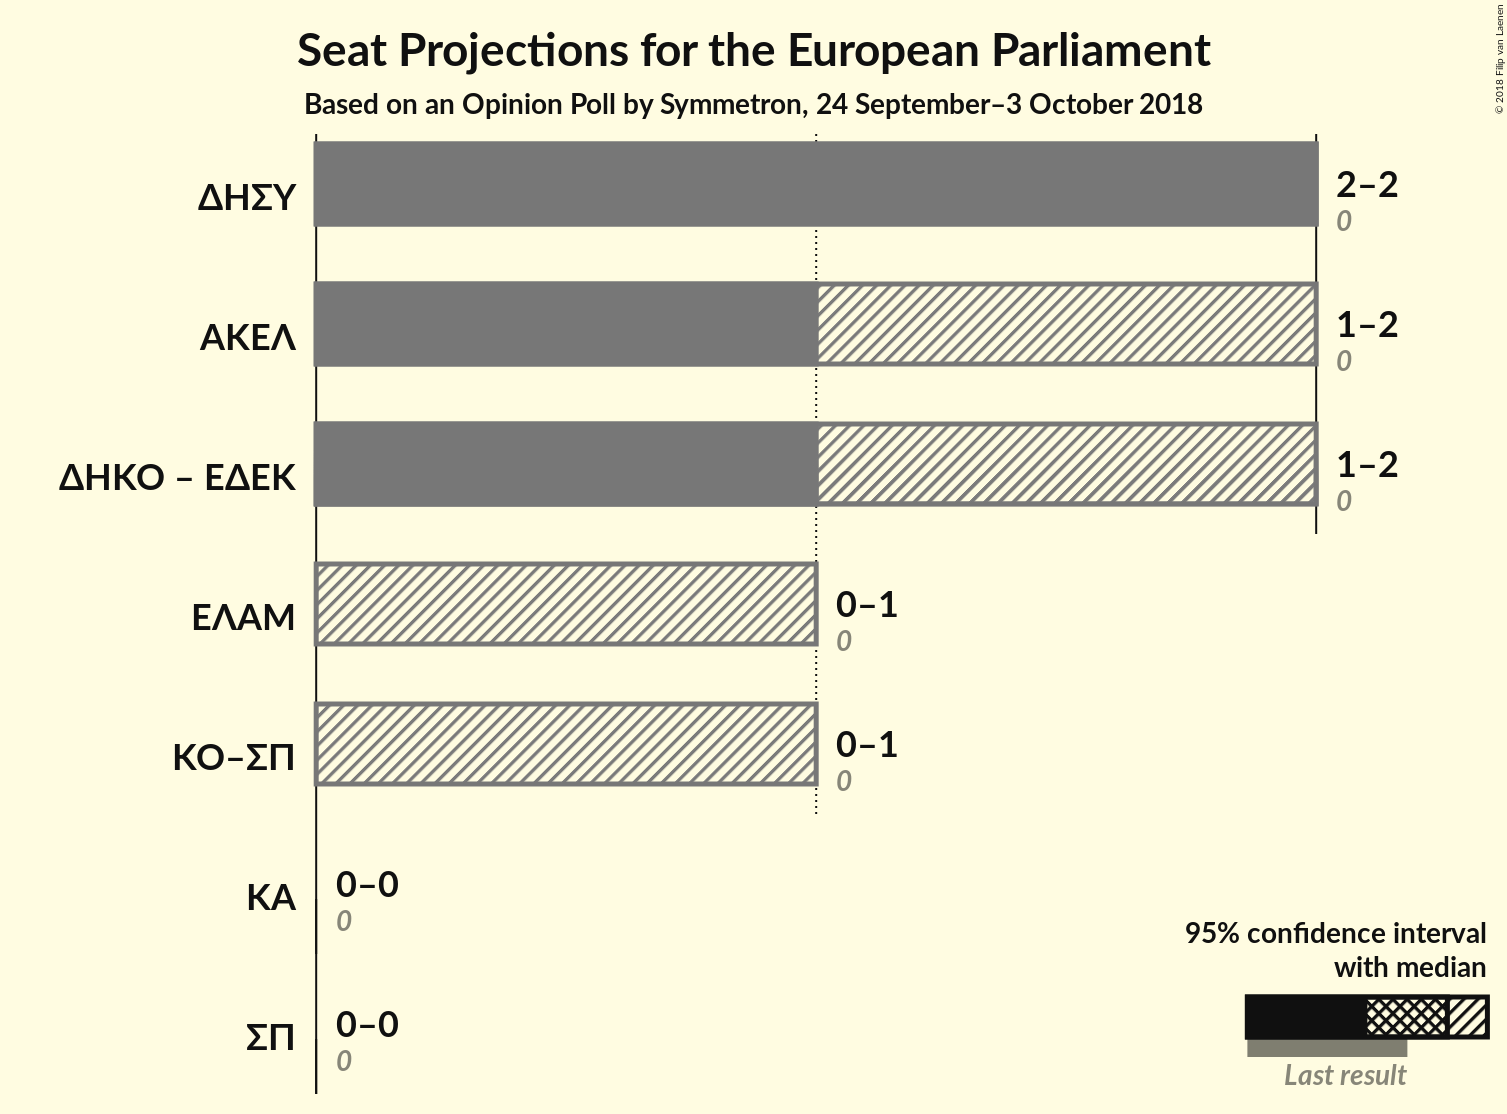 Seat Projections for the European Parliament
Based on an Opinion Poll by Symmetron, 24 September–3 October 2018
© 2018 Filip van Laenen
ΔΗΣΥ
2–2
0
ΑΚΕΛ
1–2
0
ΔΗΚΟ – ΕΔΕΚ
1–2
0
ΕΛΑΜ
0–1
0
ΚΟ–ΣΠ
0–1
0
ΚΑ
0–0
0
ΣΠ
0–0
0
95% confidence interval
with median
Last result